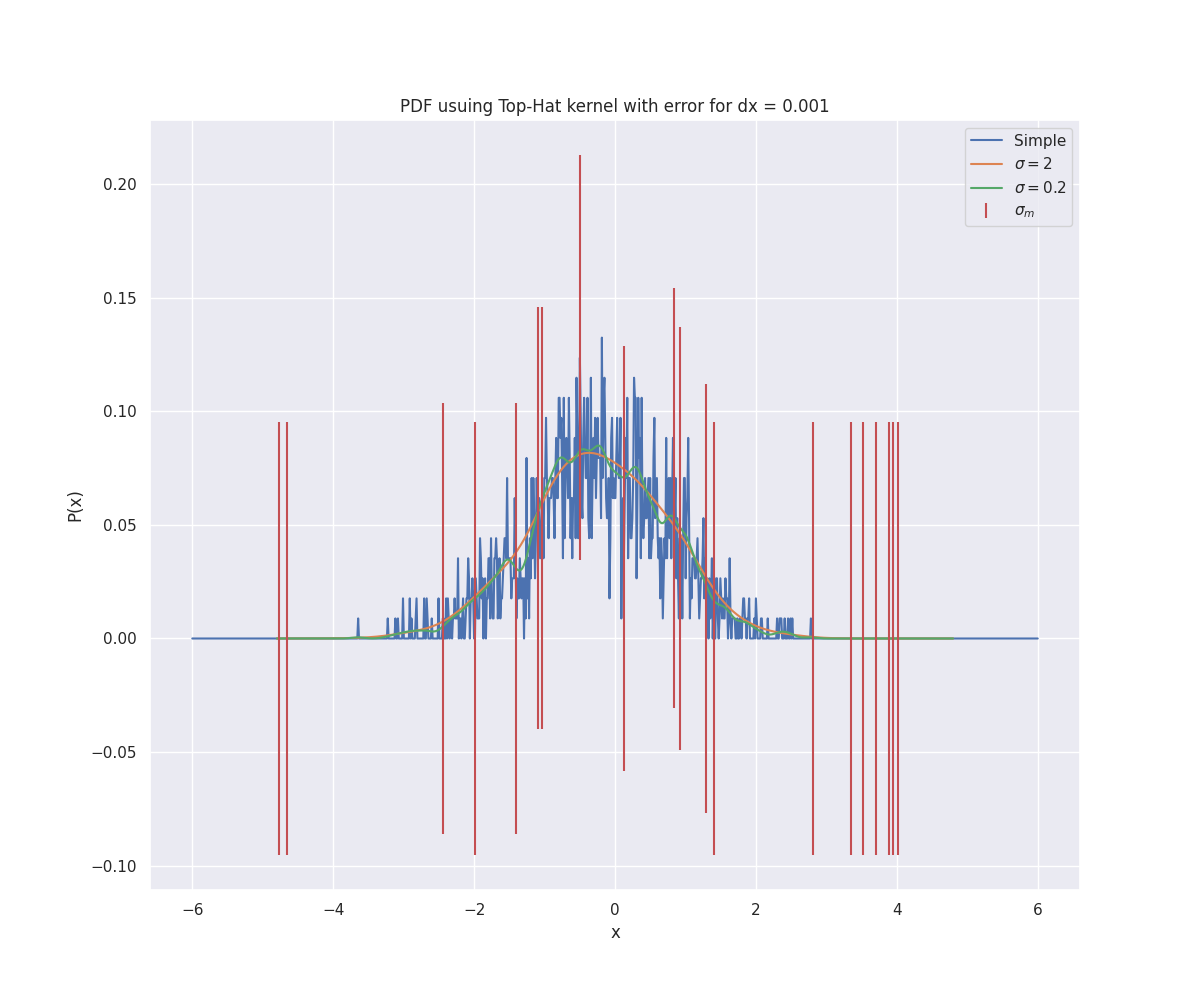 PDF usuing Top-Hat kernel with error for dx = 0.001
Simple
σ = 2
σ = 0.2
σₘ
0.20
0.15
0.10
0.05
0.00
−0.05
−0.10
P(x)
−6
−4
−2
0
2
4
6
x